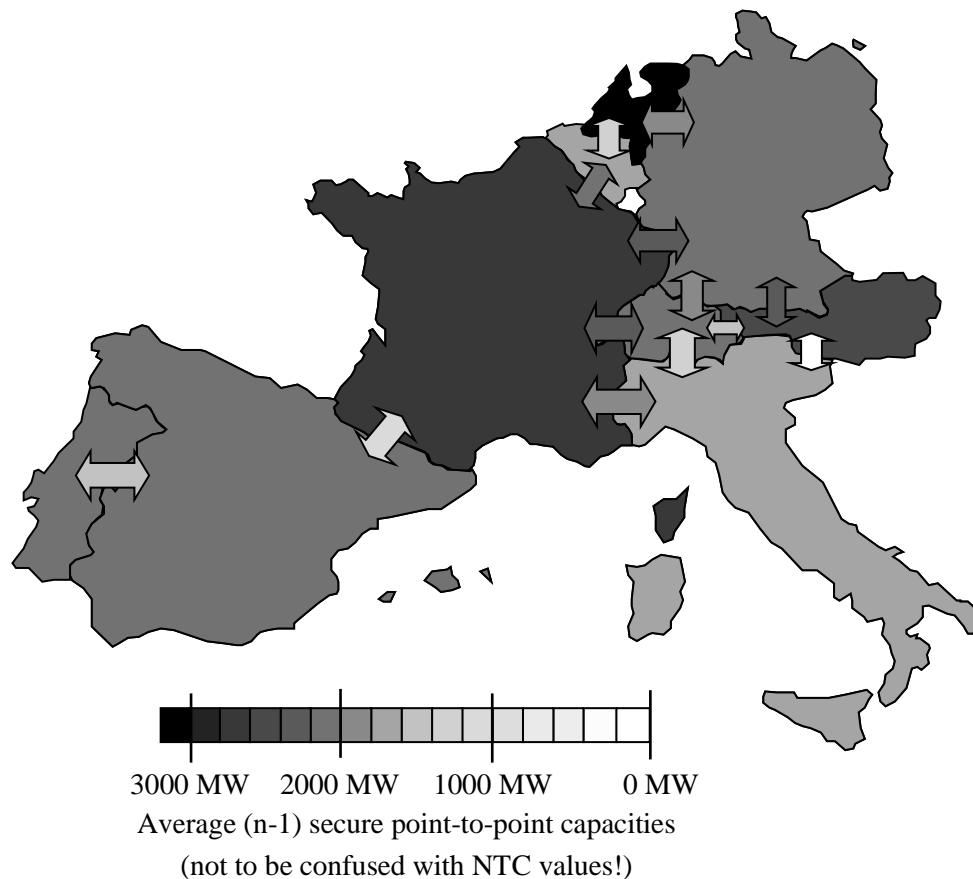 3000 MW 2000 MW 1000 MW 0 MW
Average (n-1) secure point-to-point capacities
(not to be confused with NTC values!)